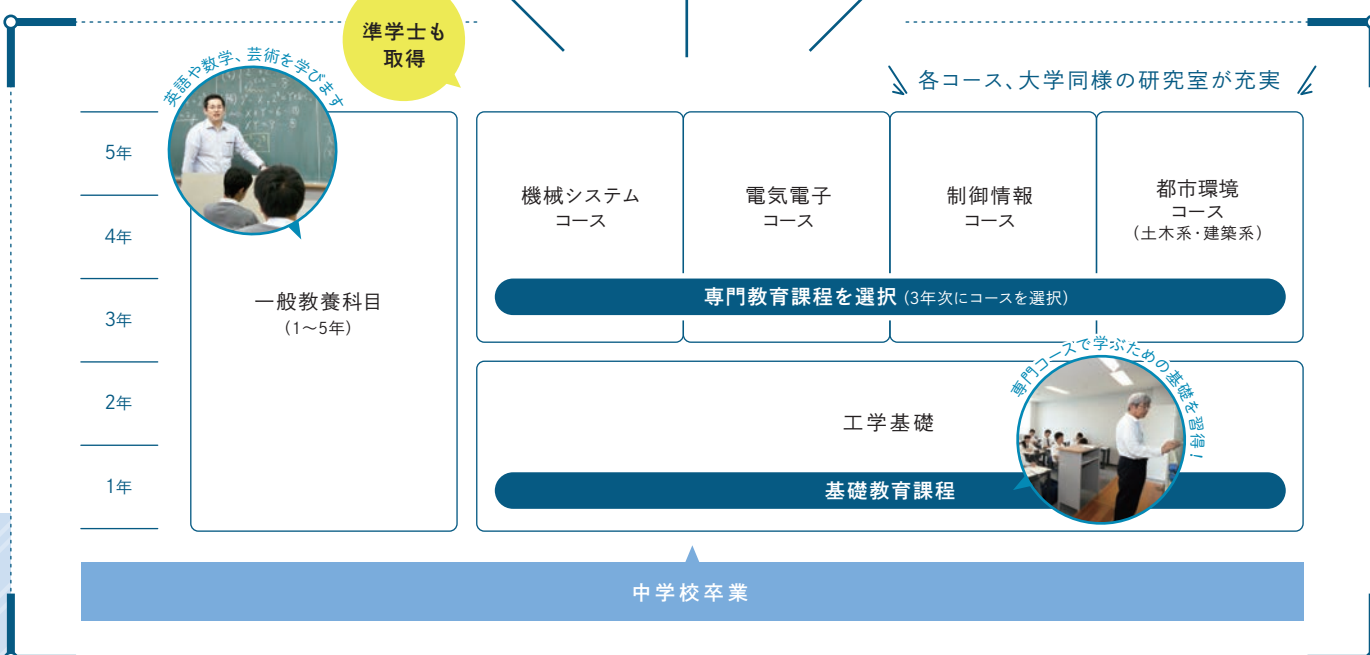 準学士も
取得
英語や数学、芸術を学びます
各コース、大学同様の研究室が充実
5年
4年
3年
2年
1年
一般教養科目
（1〜5年）
機械システム
コース
電気電子
コース
制御情報
コース
都市環境
コース
（土木系・建築系）
専門教育課程を選択（3年次にコースを選択）
専門コースで学ぶための基礎を習得！
工学基礎
基礎教育課程
中学校卒業